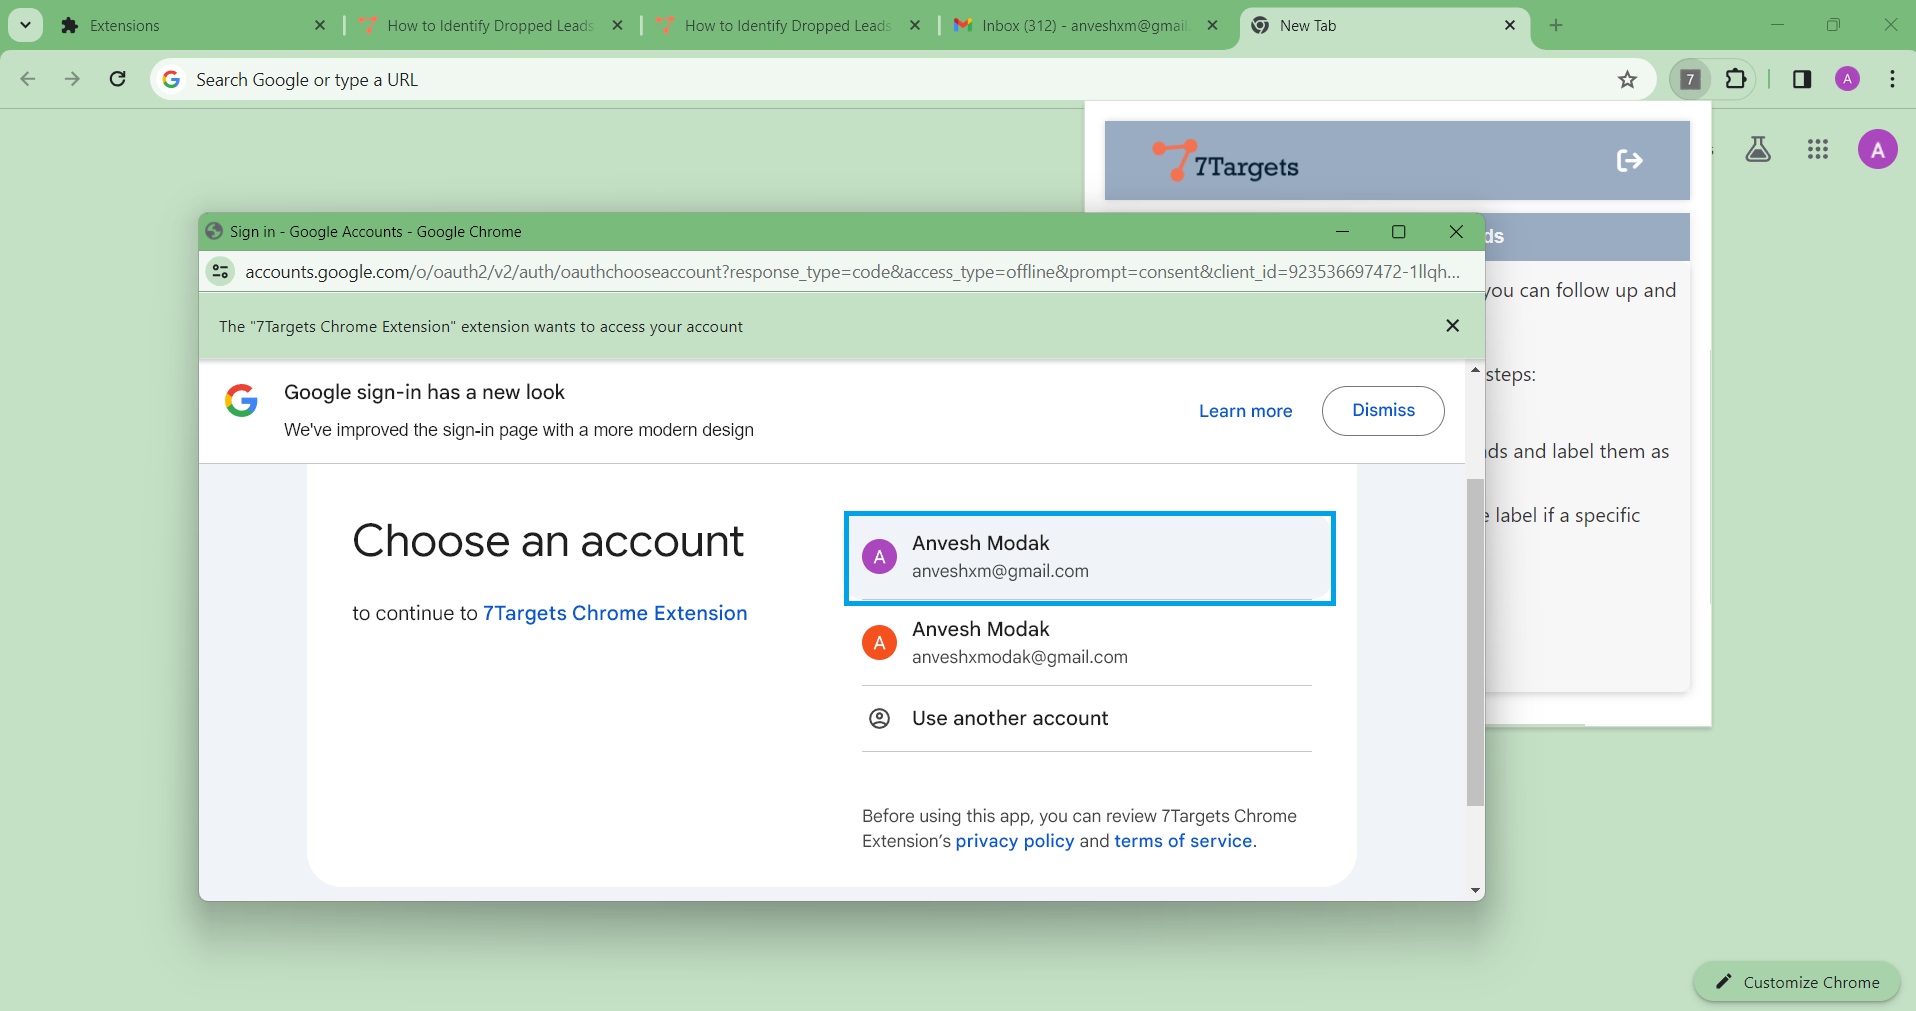 Extensions
How to Identify Dropped Leads
How to Identify Dropped Leads
Inbox (312) - anveshxm@gmail.
New Tab
Search Google or type a URL
7
A
7Targets
A
Sign in - Google Accounts - Google Chrome
ds
accounts.google.com/o/oauth2/v2/auth/oauthchooseaccount?response_type=code&access_type=offline&prompt=consent&client_id=923536697472-1llqh...
you can follow up and
The "7Targets Chrome Extension" extension wants to access your account
Google sign-in has a new look
We've improved the sign-in page with a more modern design
Learn more
Dismiss
steps:
ds and label them as
label if a specific
Choose an account
to continue to 7Targets Chrome Extension
A
Anvesh Modak
anveshxm@gmail.com
A
Anvesh Modak
anveshxmodak@gmail.com
Use another account
Before using this app, you can review 7Targets Chrome
Extension's privacy policy and terms of service.
Customize Chrome